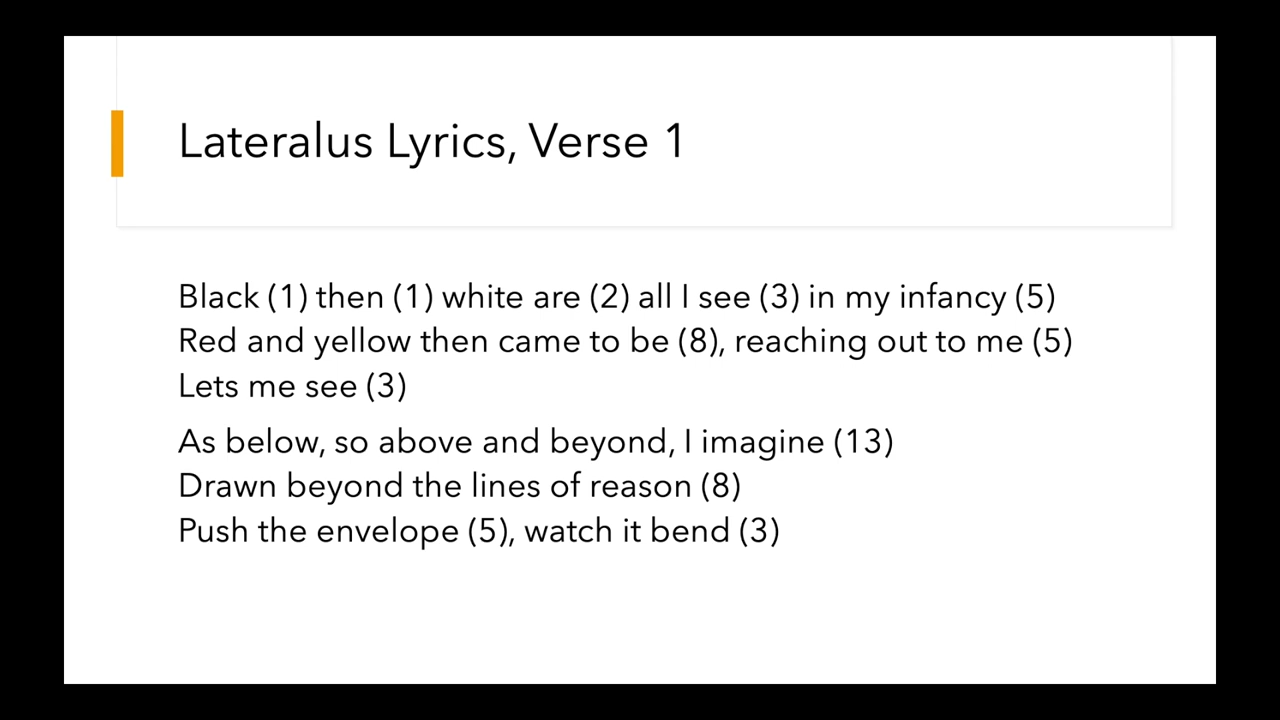 Lateralus Lyrics, Verse 1
Black (1) then (1) white are (2) all I see (3) in my infancy (5)
Red and yellow then came to be (8), reaching out to me (5)
Lets me see (3)
As below, so above and beyond, I imagine (13)
Drawn beyond the lines of reason (8)
Push the envelope (5), watch it bend (3)